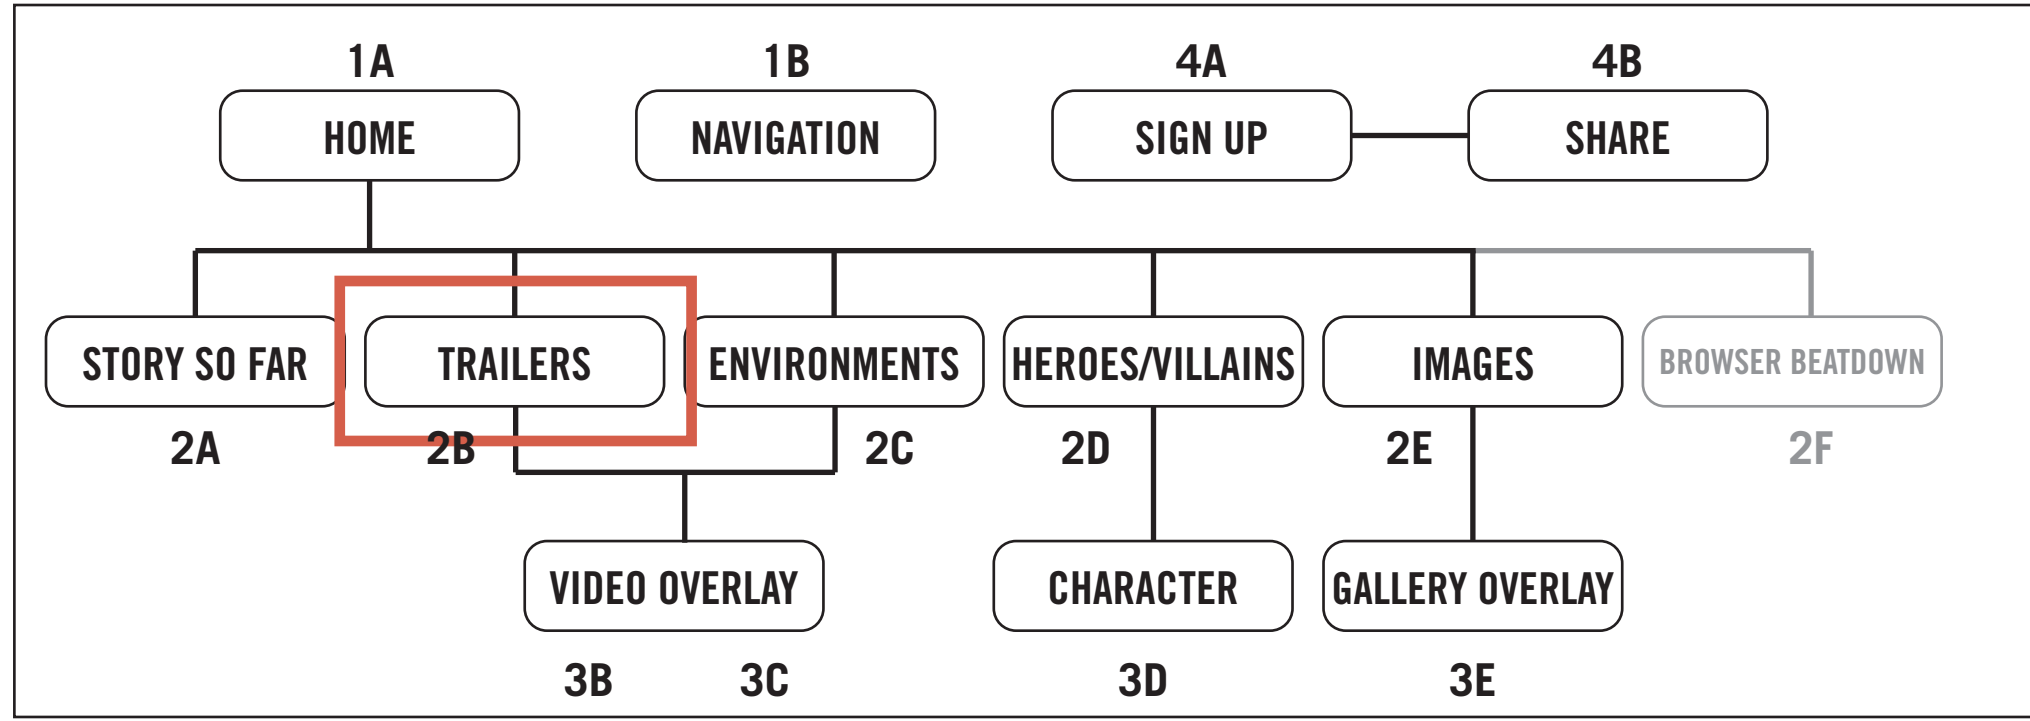 1A
1B
4A
4B
HOME
NAVIGATION
SIGN UP
SHARE
STORY SO FAR
TRAILERS
ENVIRONMENTS
HEROES/VILLAINS
IMAGES
BROWSER BEATDOWN
2A
2B
2C
2D
2E
2F
VIDEO OVERLAY
CHARACTER
GALLERY OVERLAY
3B
3C
3D
3E